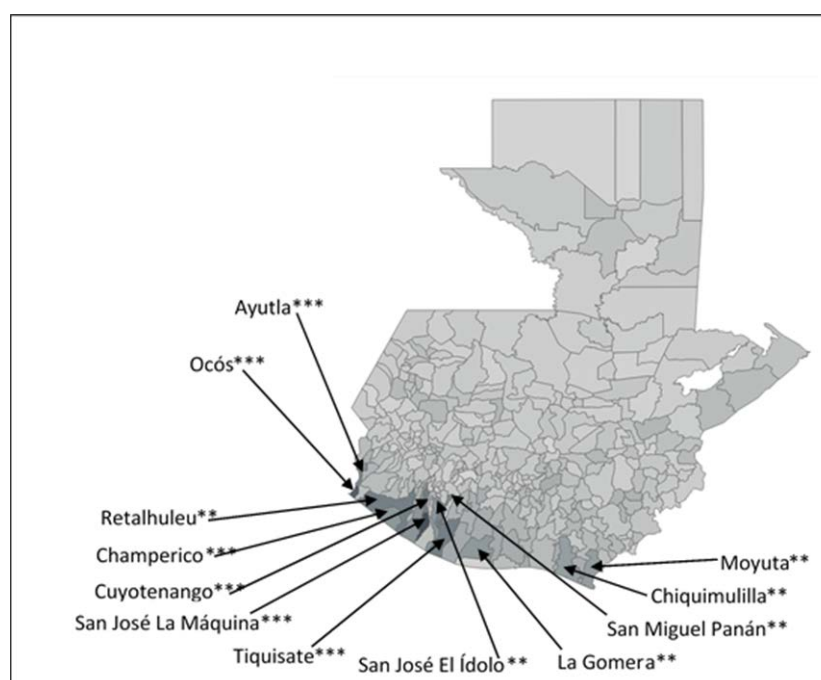 Ayutla***
Ocós***
Retalhuleu**
Champerico***
Cuyotenango***
San José La Máquina***
Tiquisate***
San José El Ídolo**
La Gomera**
San Miguel Panán**
Chiquimulilla**
Moyuta**